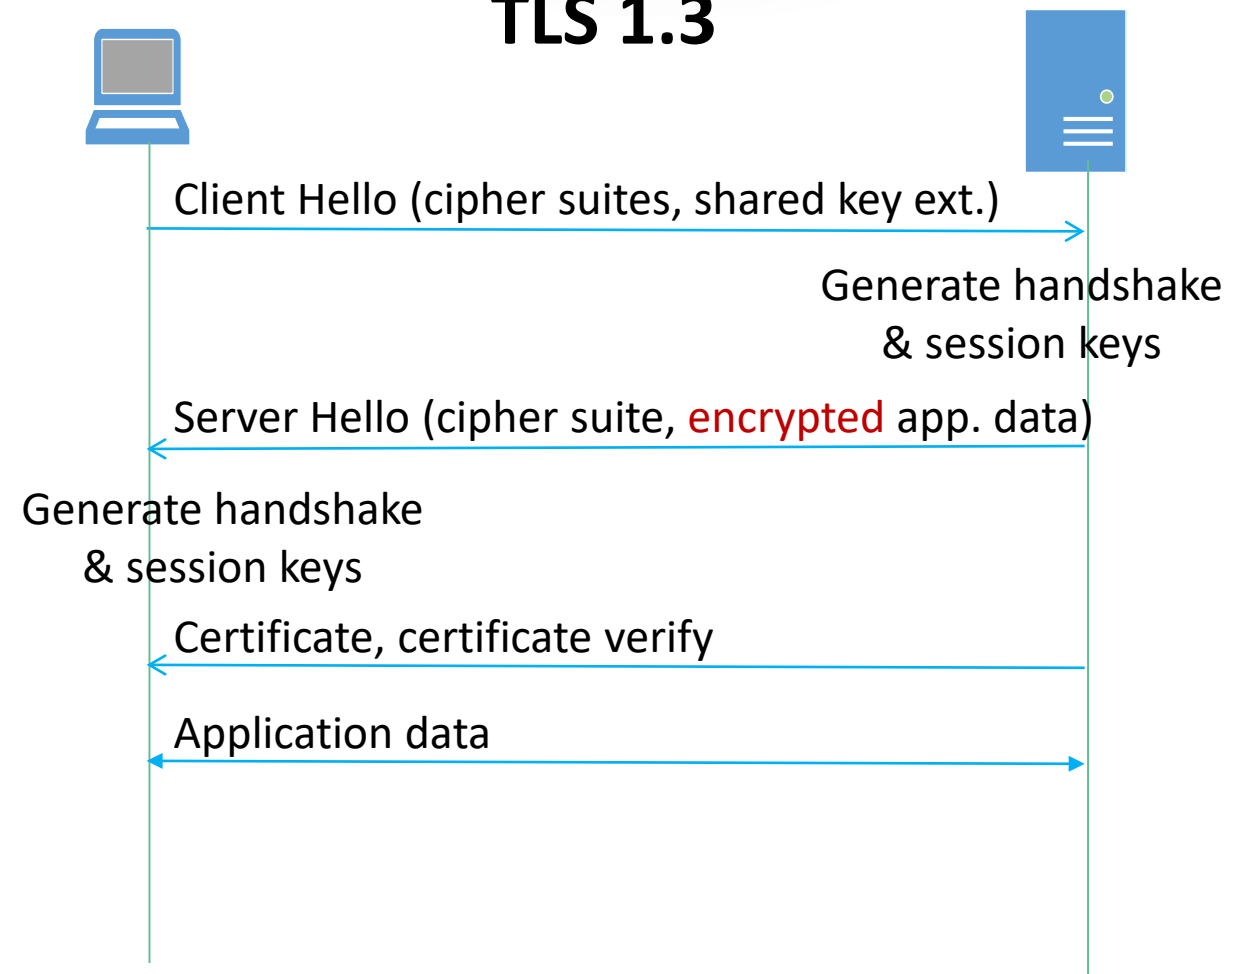 TLS 1.3
Client Hello (cipher suites, shared key ext.)
Generate handshake
& session keys
Server Hello (cipher suite, encrypted app. data)
Generate handshake
& session keys
Certificate, certificate verify
Application data